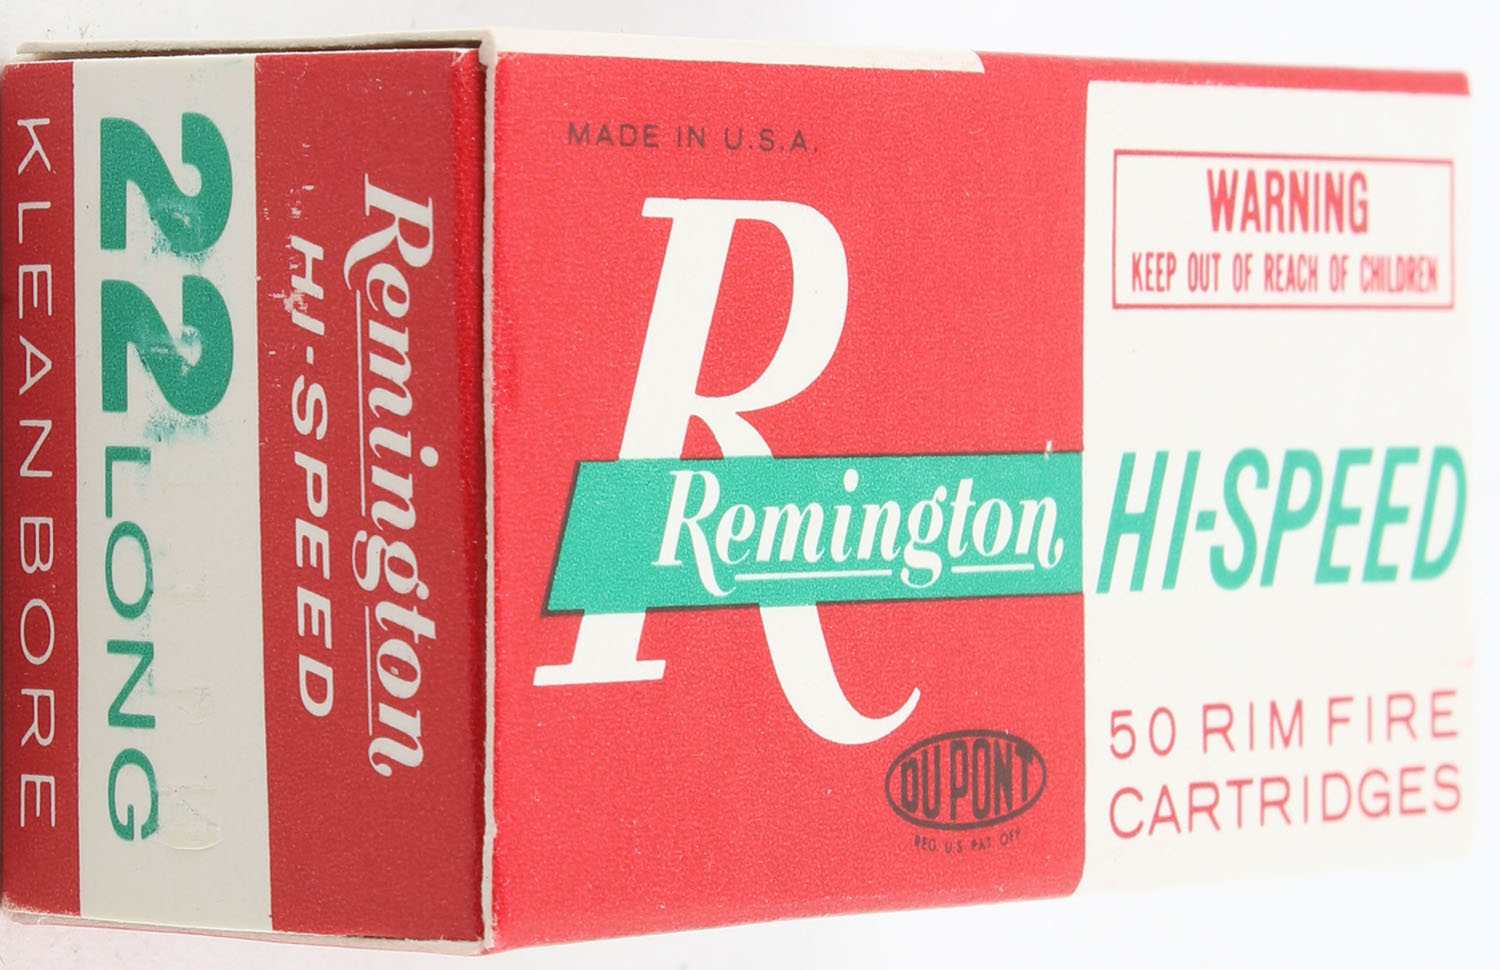 Remington
HI-SPEED
22 LONG
KLEANBORE
MADE IN U.S.A.
R
Remington
DU PONT
REG. U.S. PAT. OFF.
WARNING
KEEP OUT OF REACH OF CHILDREN
HI-SPEED
50 RIM FIRE
CARTRIDGES